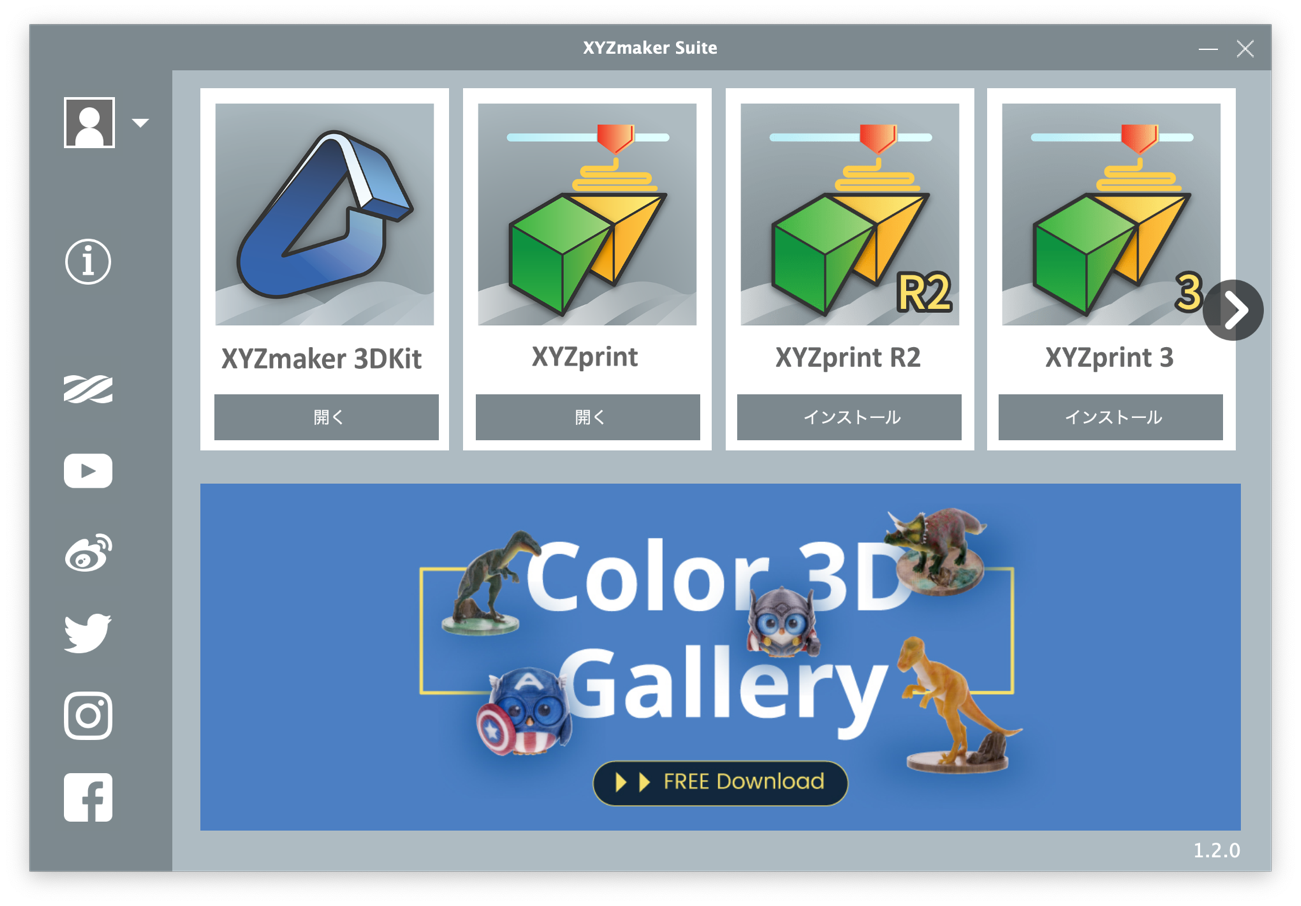 XYZmaker Suite
R2
3
XYZmaker 3DKit
XYZprint
XYZprint R2
XYZprint 3
開く
開く
インストール
インストール
Color 3D
Gallery
FREE Download
1.2.0